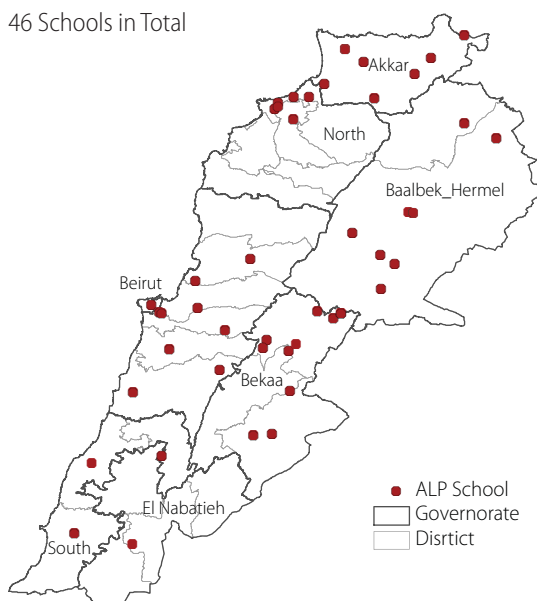 46 Schools in Total
Akkar
North
Baalbek_Hermel
Beirut
Bekaa
El Nabatieh
South
ALP School
Governorate
Disrtict